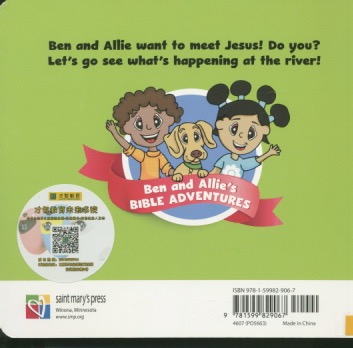 Ben and Allie want to meet Jesus! Do you?
Let's go see what's happening at the river!
Ben and Allie's
BIBLE ADVENTURES
saint mary's press
Winona, Minnesota
www.smp.org
ISBN 978-1-59982-906-7
9 781599 829067
4607 (PO5663) Made in China